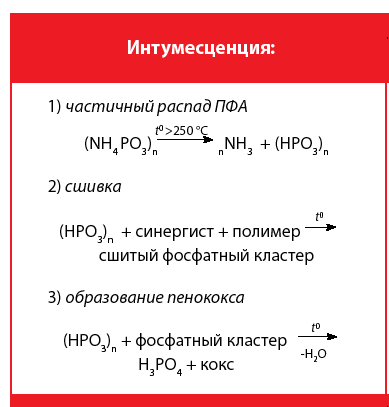 Интумесценция:
1) частичный распад ПФА
(NH₄PO₃)ₙ t⁰>250 °C nNH₃ + (HPO₃)ₙ
2) сшивка
(HPO₃)ₙ + синергист + полимер t⁰
сшитый фосфатный кластер
3) образование пенококса
(HPO₃)ₙ + фосфатный кластер t⁰ -H₂O
H₃PO₄ + кокс